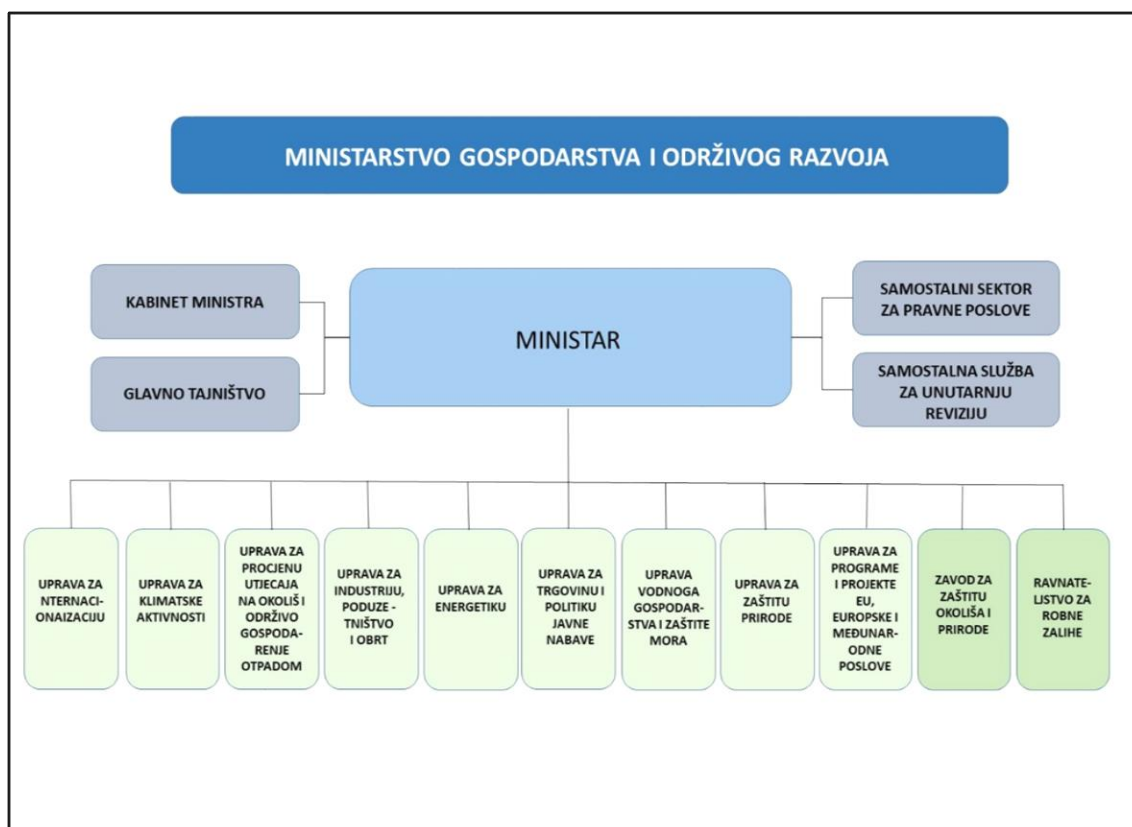 MINISTARSTVO GOSPODARSTVA I ODRŽIVOG RAZVOJA
KABINET MINISTRA
GLAVNO TAJNIŠTVO
MINISTAR
SAMOSTALNI SEKTOR
ZA PRAVNE POSLOVE
SAMOSTALNA SLUŽBA
ZA UNUTARNJU
REVIZIJU
UPRAVA ZA
NTERNACI-
ONAIZACIJU
UPRAVA ZA
KLIMATSKE
AKTIVNOSTI
UPRAVA ZA
PROCJENU
UTJECAJA
NA OKOLIŠ I
ODRŽIVO
GOSPODA-
RENJE
OTPADOM
UPRAVA ZA
INDUSTRIJU,
PODUZE -
TNIŠTVO
I OBRT
UPRAVA ZA
ENERGETIKU
UPRAVA ZA
TRGOVINU I
POLITIKU
JAVNE
NABAVE
UPRAVA
VODNOGA
GOSPODAR-
STVA I ZAŠTITE
MORA
UPRAVA ZA
ZAŠTITU
PRIRODE
UPRAVA ZA
PROGRAME
I PROJEKTE
EU,
EUROPSKE I
MEĐUNAR-
ODNE
POSLOVE
ZAVOD ZA
ZAŠTITU
OKOLIŠA I
PRIRODE
RAVNATE-
LJSTVO ZA
ROBNE
ZALIHE